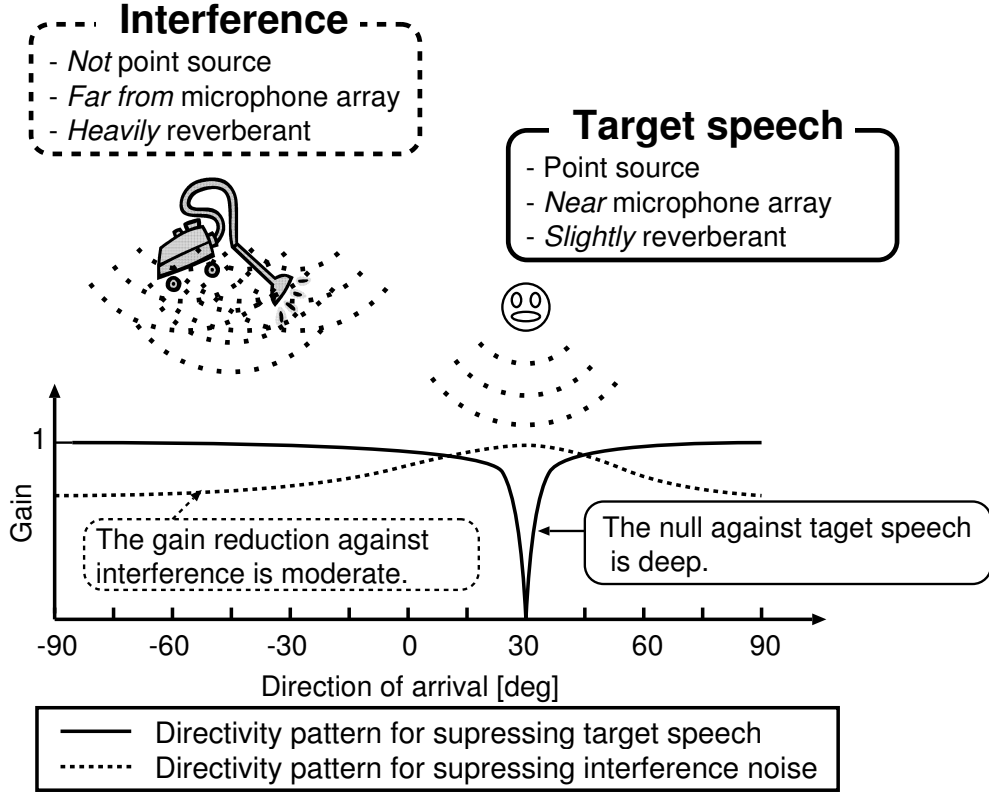 Interference
- Not point source
- Far from microphone array
- Heavily reverberant
Target speech
- Point source
- Near microphone array
- Slightly reverberant
1
Gain
The gain reduction against
interference is moderate.
The null against taget speech
is deep.
-90 -60 -30 0 30 60 90
Direction of arrival [deg]
Directivity pattern for supressing target speech
Directivity pattern for supressing interference noise